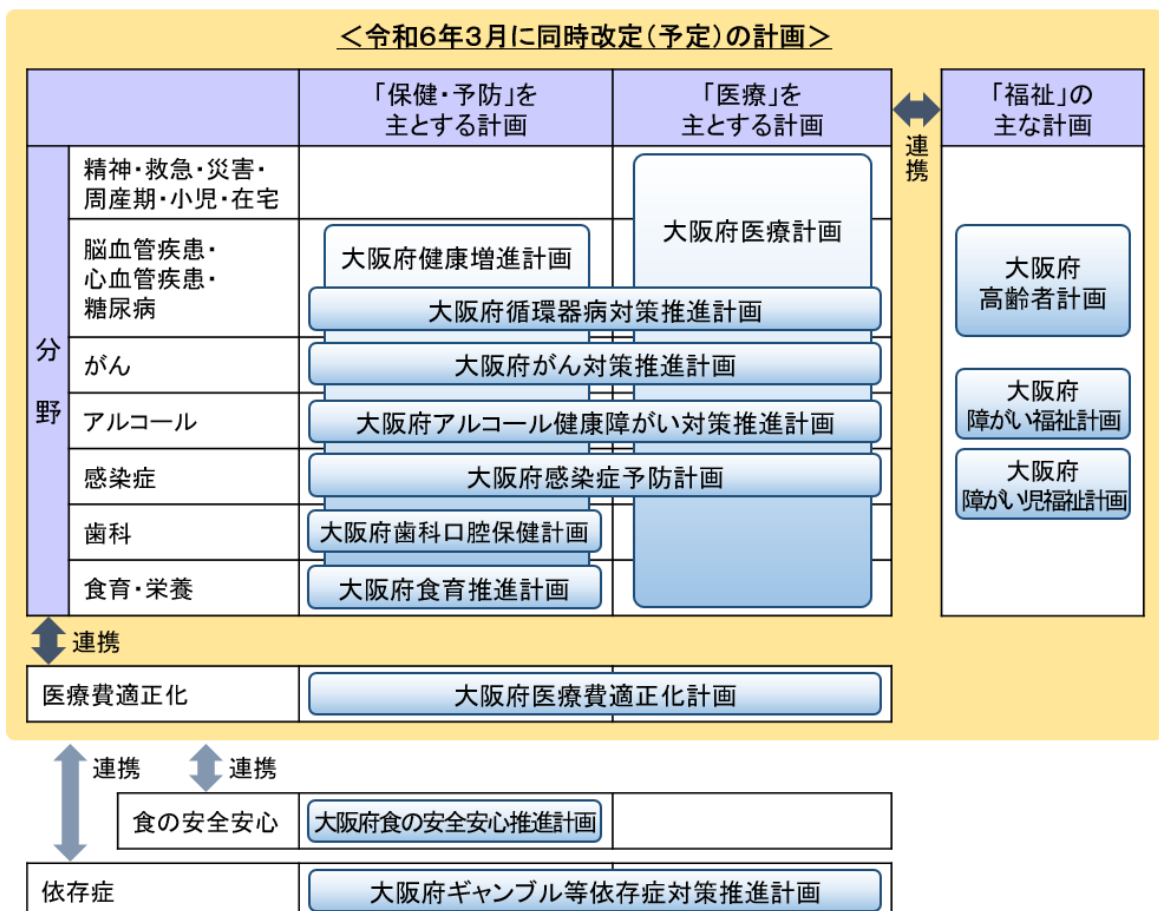 <令和6年3月に同時改定(予定)の計画>
「保健・予防」を
主とする計画
「医療」を
主とする計画
連携
「福祉」の
主な計画
分野
精神・救急・災害・
周産期・小児・在宅
大阪府医療計画
脳血管疾患・
心血管疾患・
糖尿病
大阪府健康増進計画
大阪府循環器病対策推進計画
大阪府
高齢者計画
がん
大阪府がん対策推進計画
アルコール
大阪府アルコール健康障がい対策推進計画
大阪府
障がい福祉計画
感染症
大阪府感染症予防計画
大阪府
障がい児福祉計画
歯科
大阪府歯科口腔保健計画
食育・栄養
大阪府食育推進計画
連携
医療費適正化
大阪府医療費適正化計画
連携
連携
食の安全安心
大阪府食の安全安心推進計画
依存症
大阪府ギャンブル等依存症対策推進計画